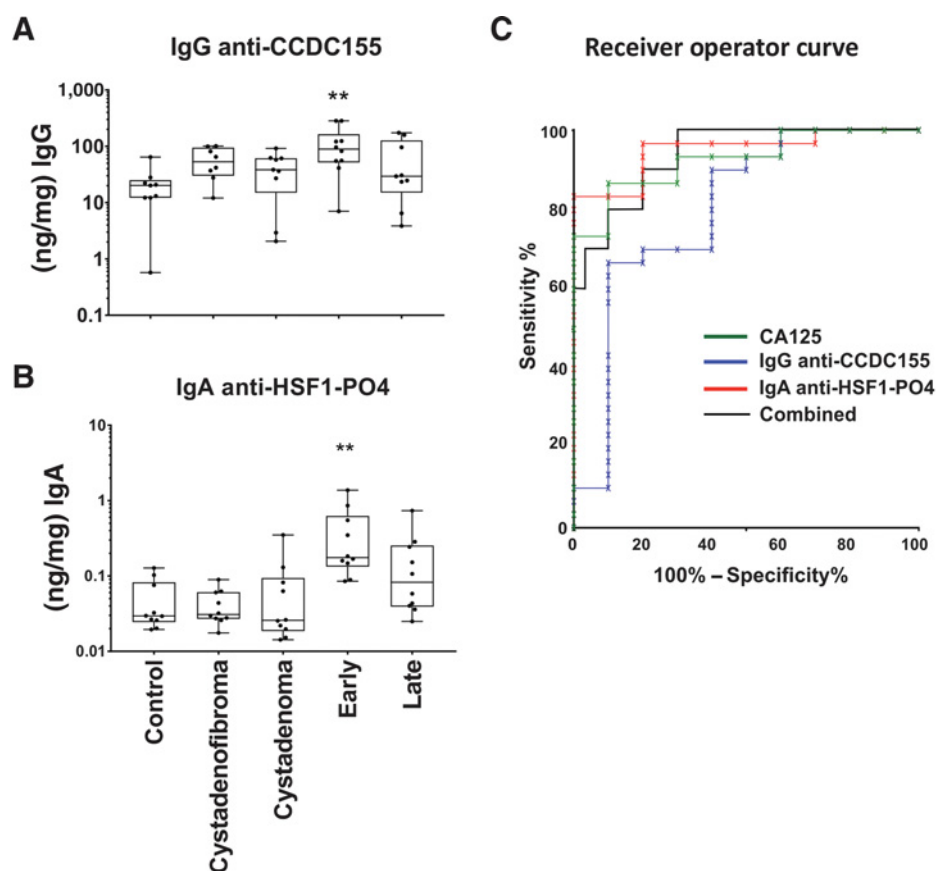 A
IgG anti-CCDC155
(ng/mg) IgG
1,000
100
10
1
0.1
**
B
IgA anti-HSF1-PO4
(ng/mg) IgA
10
1
0.1
0.01
**
Control
Cystadenofibroma
Cystadenoma
Early
Late
C
Receiver operator curve
Sensitivity %
100
80
60
40
20
0
CA125
IgG anti-CCDC155
IgA anti-HSF1-PO4
Combined
0 20 40 60 80 100
100% – Specificity%